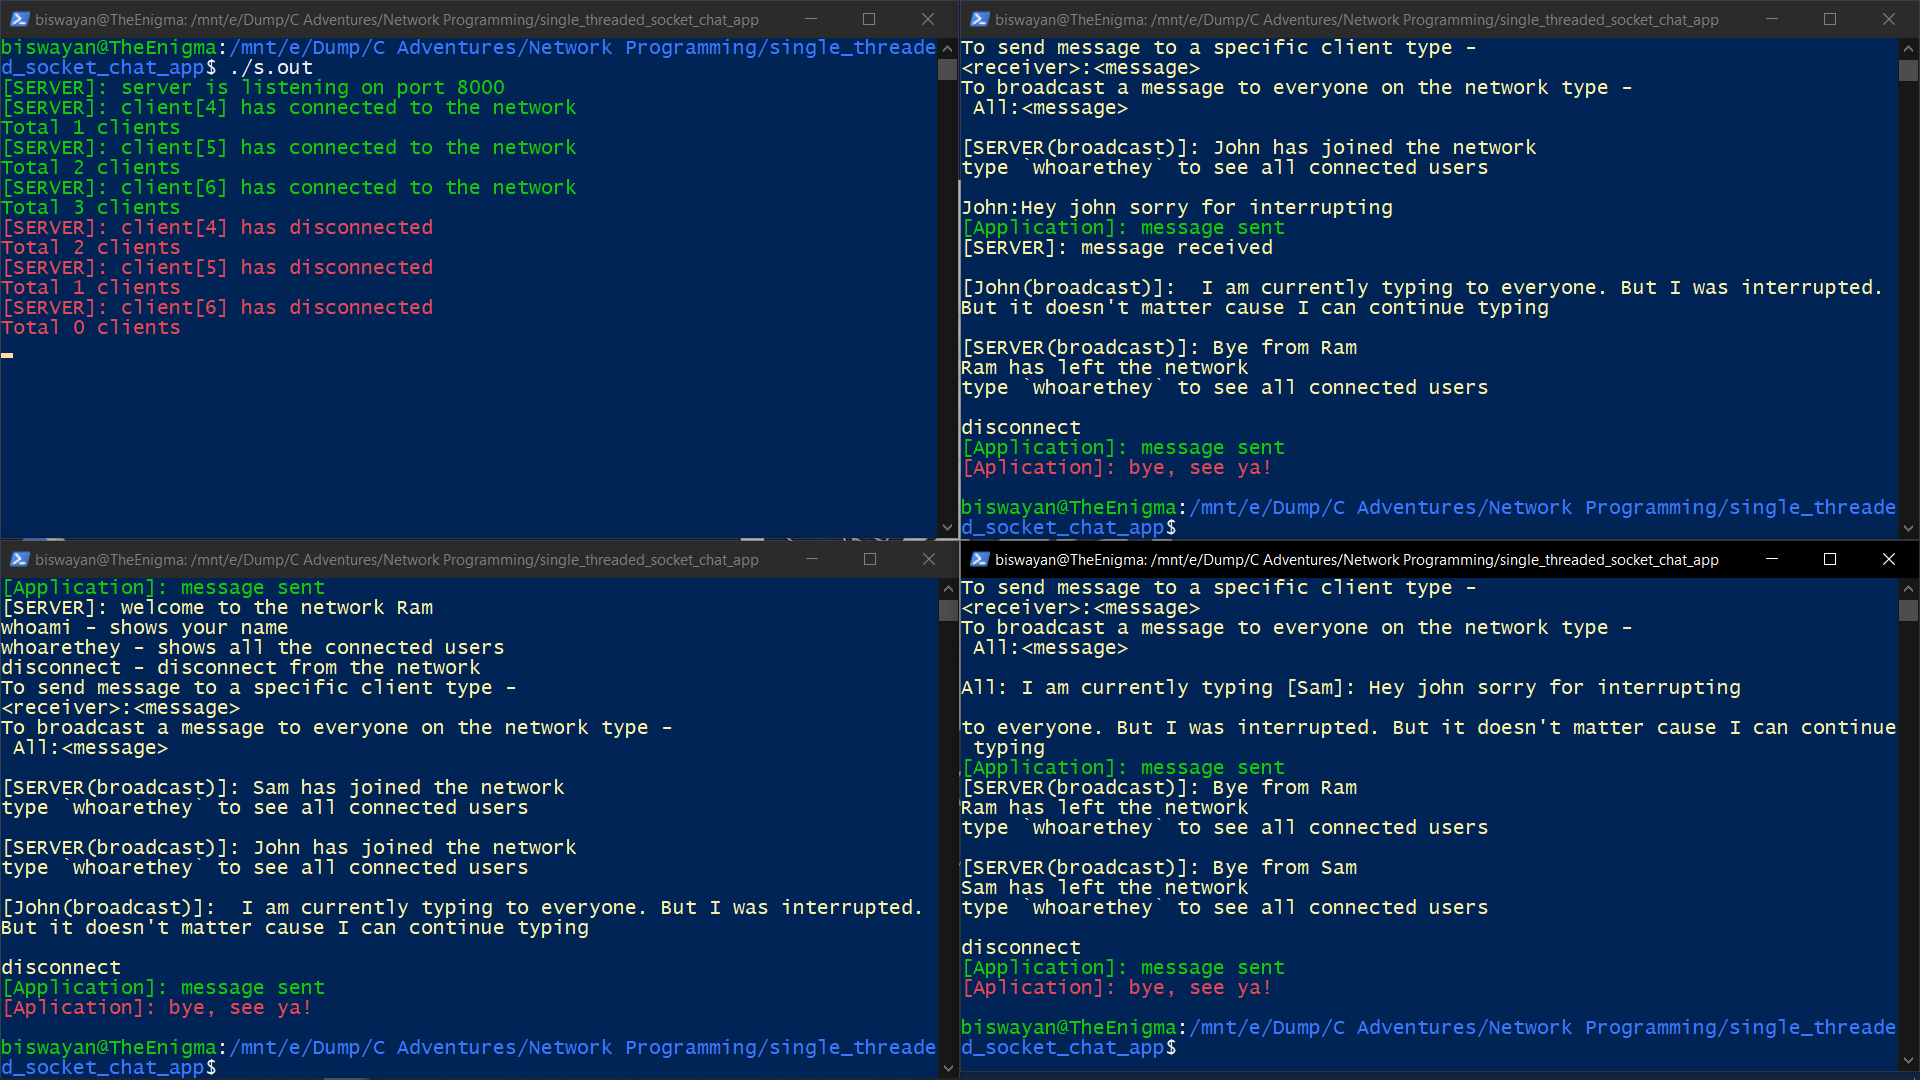 biswayan@TheEnigma: /mnt/e/Dump/C Adventures/Network Programming/single_threaded_socket_chat_app
biswayan@TheEnigma:/mnt/e/Dump/C Adventures/Network Programming/single_threade
d_socket_chat_app$ ./s.out
[SERVER]: server is listening on port 8000
[SERVER]: client[4] has connected to the network
Total 1 clients
[SERVER]: client[5] has connected to the network
Total 2 clients
[SERVER]: client[6] has connected to the network
Total 3 clients
[SERVER]: client[4] has disconnected
Total 2 clients
[SERVER]: client[5] has disconnected
Total 1 clients
[SERVER]: client[6] has disconnected
Total 0 clients
biswayan@TheEnigma: /mnt/e/Dump/C Adventures/Network Programming/single_threaded_socket_chat_app
To send message to a specific client type -
<receiver>:<message>
To broadcast a message to everyone on the network type -
 All:<message>
[SERVER(broadcast)]: John has joined the network
type `whoarethey` to see all connected users
John:Hey john sorry for interrupting
[Application]: message sent
[SERVER]: message received
[John(broadcast)]:  I am currently typing to everyone. But I was interrupted.
But it doesn't matter cause I can continue typing
[SERVER(broadcast)]: Bye from Ram
Ram has left the network
type `whoarethey` to see all connected users
disconnect
[Application]: message sent
[Aplication]: bye, see ya!
biswayan@TheEnigma:/mnt/e/Dump/C Adventures/Network Programming/single_threade
d_socket_chat_app$
biswayan@TheEnigma: /mnt/e/Dump/C Adventures/Network Programming/single_threaded_socket_chat_app
[Application]: message sent
[SERVER]: welcome to the network Ram
whoami - shows your name
whoarethey - shows all the connected users
disconnect - disconnect from the network
To send message to a specific client type -
<receiver>:<message>
To broadcast a message to everyone on the network type -
 All:<message>
[SERVER(broadcast)]: Sam has joined the network
type `whoarethey` to see all connected users
[SERVER(broadcast)]: John has joined the network
type `whoarethey` to see all connected users
[John(broadcast)]:  I am currently typing to everyone. But I was interrupted.
But it doesn't matter cause I can continue typing
disconnect
[Application]: message sent
[Aplication]: bye, see ya!
biswayan@TheEnigma:/mnt/e/Dump/C Adventures/Network Programming/single_threade
d_socket_chat_app$
biswayan@TheEnigma: /mnt/e/Dump/C Adventures/Network Programming/single_threaded_socket_chat_app
To send message to a specific client type -
<receiver>:<message>
To broadcast a message to everyone on the network type -
 All:<message>
All: I am currently typing [Sam]: Hey john sorry for interrupting
to everyone. But I was interrupted. But it doesn't matter cause I can continue
 typing
[Application]: message sent
[SERVER(broadcast)]: Bye from Ram
Ram has left the network
type `whoarethey` to see all connected users
[SERVER(broadcast)]: Bye from Sam
Sam has left the network
type `whoarethey` to see all connected users
disconnect
[Application]: message sent
[Aplication]: bye, see ya!
biswayan@TheEnigma:/mnt/e/Dump/C Adventures/Network Programming/single_threade
d_socket_chat_app$